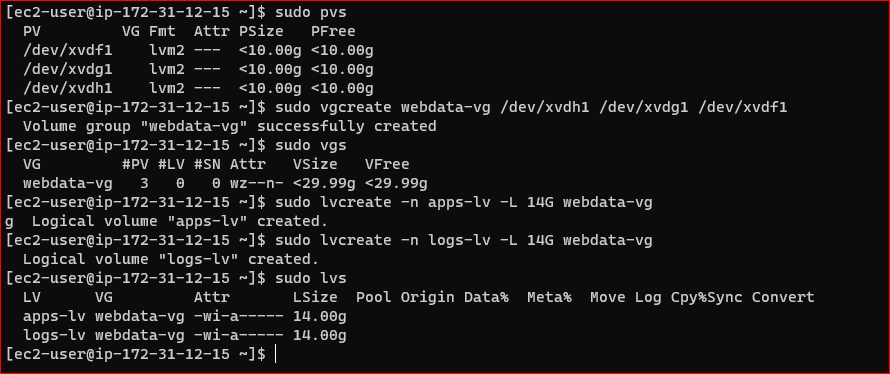 [ec2-user@ip-172-31-12-15 ~]$ sudo pvs
  PV         VG Fmt  Attr PSize   PFree
  /dev/xvdf1    lvm2 ---  <10.00g <10.00g
  /dev/xvdg1    lvm2 ---  <10.00g <10.00g
  /dev/xvdh1    lvm2 ---  <10.00g <10.00g
[ec2-user@ip-172-31-12-15 ~]$ sudo vgcreate webdata-vg /dev/xvdh1 /dev/xvdg1 /dev/xvdf1
  Volume group "webdata-vg" successfully created
[ec2-user@ip-172-31-12-15 ~]$ sudo vgs
  VG         #PV #LV #SN Attr   VSize   VFree
  webdata-vg   3   0   0 wz--n- <29.99g <29.99g
[ec2-user@ip-172-31-12-15 ~]$ sudo lvcreate -n apps-lv -L 14G webdata-vg
g  Logical volume "apps-lv" created.
[ec2-user@ip-172-31-12-15 ~]$ sudo lvcreate -n logs-lv -L 14G webdata-vg
  Logical volume "logs-lv" created.
[ec2-user@ip-172-31-12-15 ~]$ sudo lvs
  LV      VG         Attr       LSize  Pool Origin Data%  Meta%  Move Log Cpy%Sync Convert
  apps-lv webdata-vg -wi-a----- 14.00g
  logs-lv webdata-vg -wi-a----- 14.00g
[ec2-user@ip-172-31-12-15 ~]$